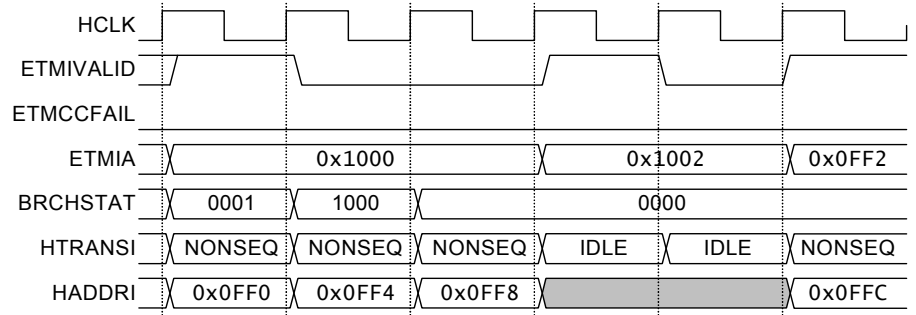 HCLK
ETMIVALID
ETMCCFAIL
ETMIA 0x1000 0x1002 0x0FF2
BRCHSTAT 0001 1000 0000
HTRANSI NONSEQ NONSEQ NONSEQ IDLE IDLE NONSEQ
HADDRI 0x0FF0 0x0FF4 0x0FF8 0x0FFC